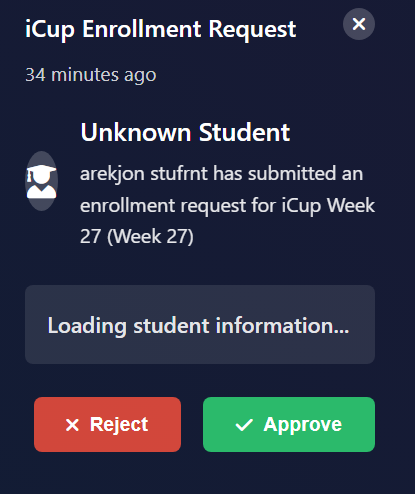 iCup Enrollment Request
34 minutes ago
Unknown Student
arekjon stufrnt has submitted an
enrollment request for iCup Week
27 (Week 27)
Loading student information...
Reject
Approve